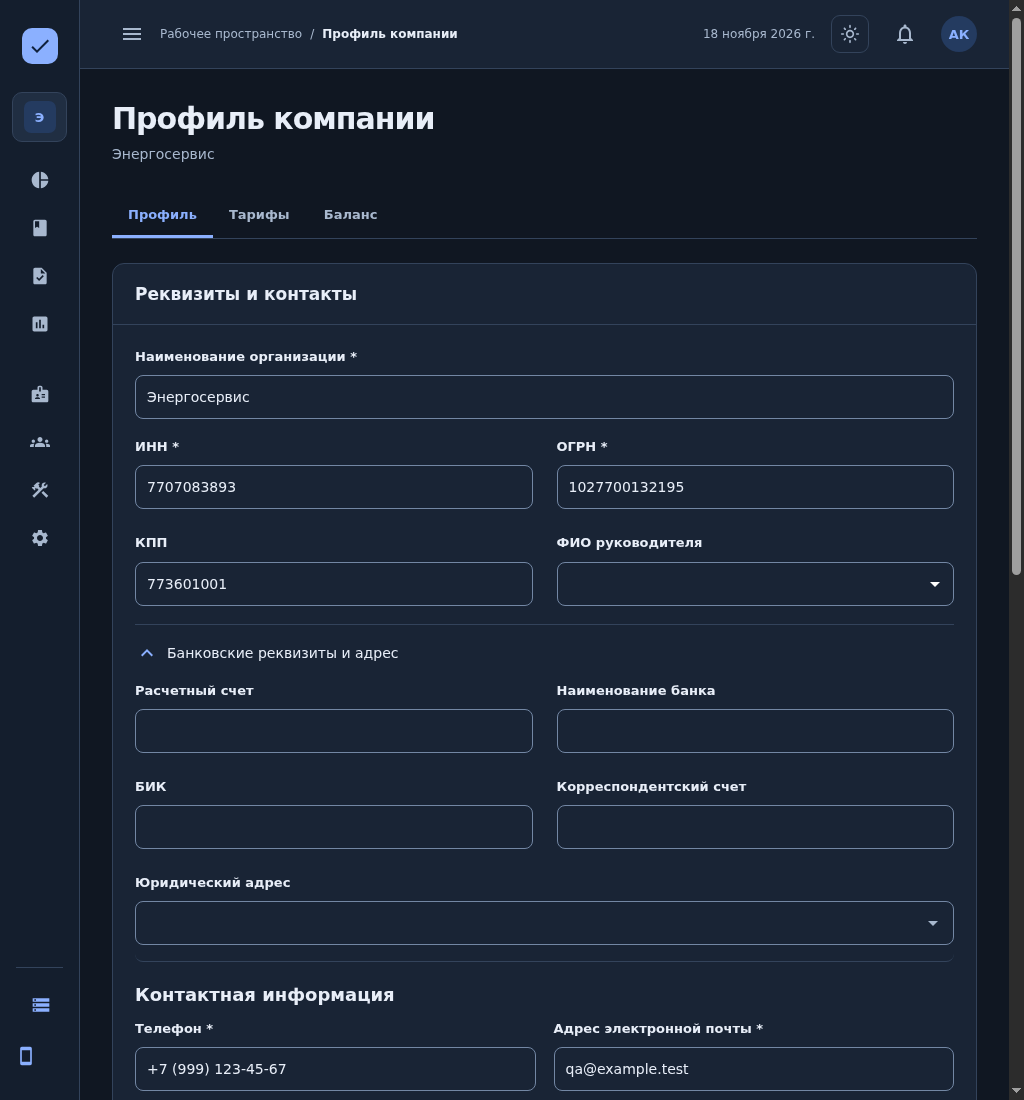 Рабочее пространство / Профиль компании
18 ноября 2026 г.
АК
Э
Профиль компании
Энергосервис
Профиль
Тарифы
Баланс
Реквизиты и контакты
Наименование организации *
Энергосервис
ИНН *
ОГРН *
7707083893
1027700132195
КПП
ФИО руководителя
773601001
Банковские реквизиты и адрес
Расчетный счет
Наименование банка
БИК
Корреспондентский счет
Юридический адрес
Контактная информация
Телефон *
Адрес электронной почты *
+7 (999) 123-45-67
qa@example.test